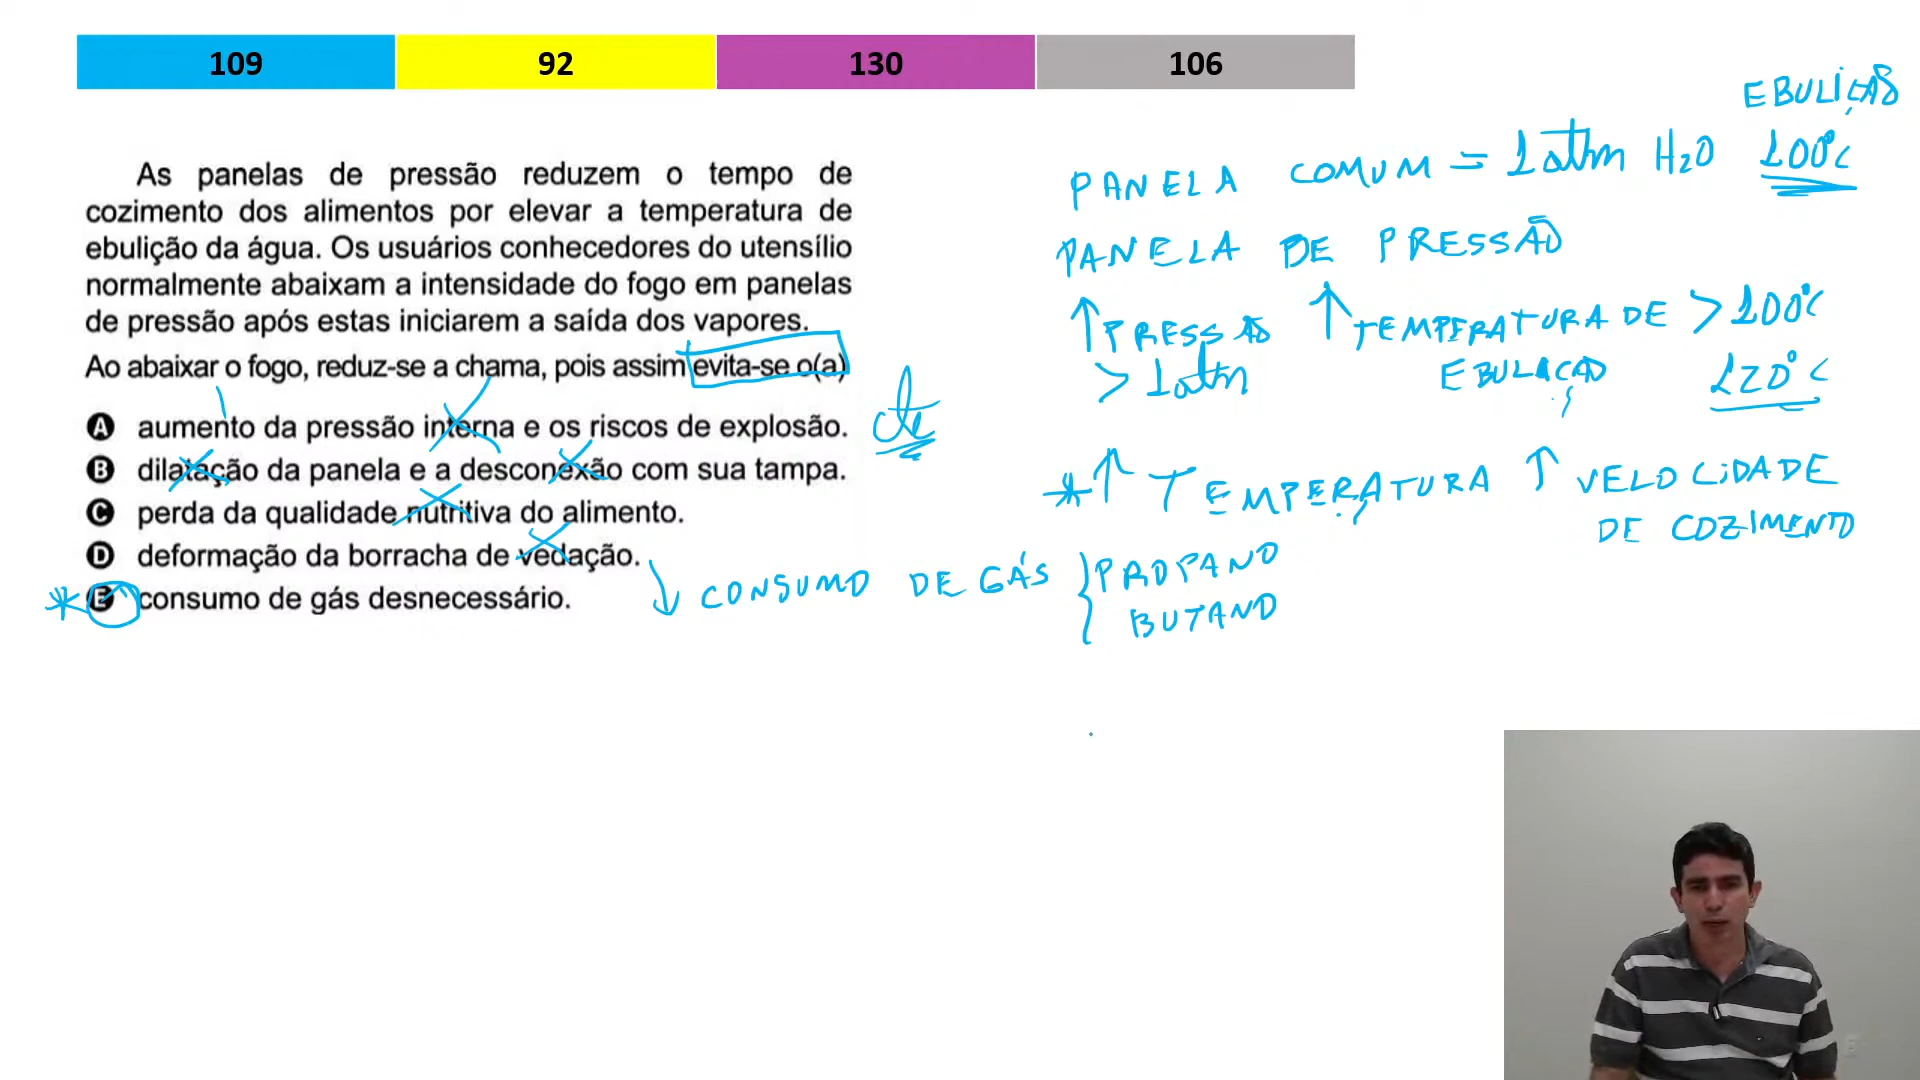 109 92 130 106
As panelas de pressão reduzem o tempo de
cozimento dos alimentos por elevar a temperatura de
ebulição da água. Os usuários conhecedores do utensílio
normalmente abaixam a intensidade do fogo em panelas
de pressão após estas iniciarem a saída dos vapores.
Ao abaixar o fogo, reduz-se a chama, pois assim evita-se o(a)
A aumento da pressão interna e os riscos de explosão.
B dilatação da panela e a desconexão com sua tampa.
C perda da qualidade nutritiva do alimento.
D deformação da borracha de vedação.
* E consumo de gás desnecessário.
cte
EBULIÇÃO
PANELA COMUM = 1 atm H2O 100°C
PANELA DE PRESSÃO
↑ PRESSÃO ↑ TEMPERATURA DE > 100°C
> 1 atm EBULIÇÃO 120°C
* ↑ TEMPERATURA ↑ VELOCIDADE
DE COZIMENTO
↓ CONSUMO DE GÁS { PROPANO
BUTANO